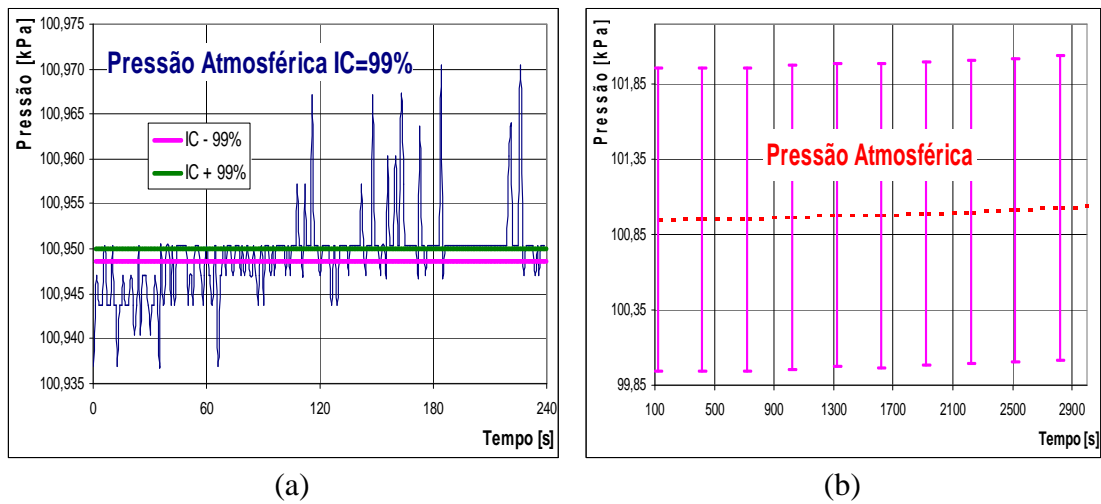 Pressão Atmosférica IC=99%
Pressão [kPa]
100,975
100,970
100,965
100,960
100,955
100,950
100,945
100,940
100,935
IC - 99%
IC + 99%
0 60 120 180 240
Tempo [s]
(a)
Pressão [kPa]
101,85
101,35
100,85
100,35
99,85
Pressão Atmosférica
100 500 900 1300 1700 2100 2500 2900
Tempo [s]
(b)